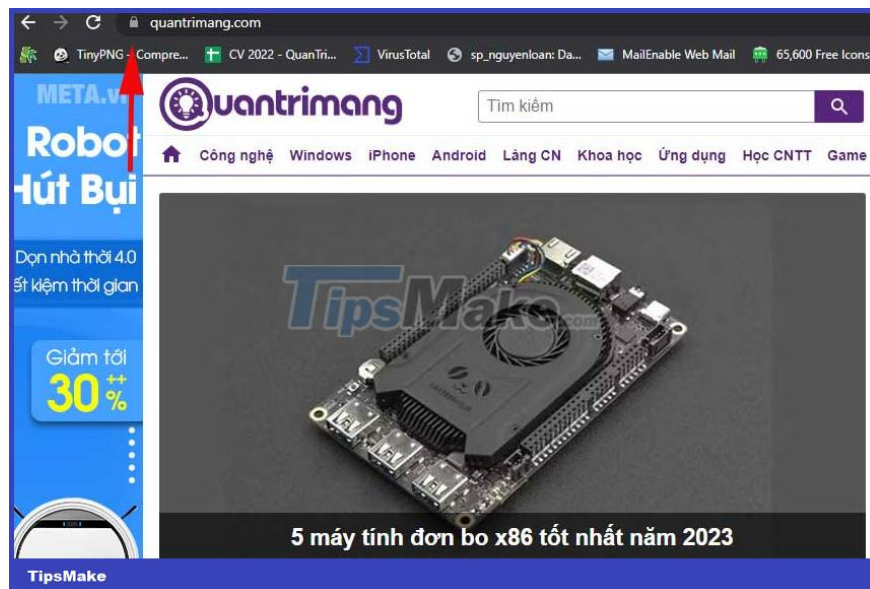 quantrimang.com
TinyPNG - Compre... CV 2022 - QuanTri... VirusTotal sp_nguyenloan: Da... MailEnable Web Mail 65,600 Free Icons
META.v
Robot
Hút Bụi
Dọn nhà thời 4.0
ết kiệm thời gian
Giảm tới
30++%
Quantrimang
Tìm kiếm
Công nghệ Windows iPhone Android Làng CN Khoa học Ứng dụng Học CNTT Game
TipsMake.com
5 máy tính đơn bo x86 tốt nhất năm 2023
TipsMake